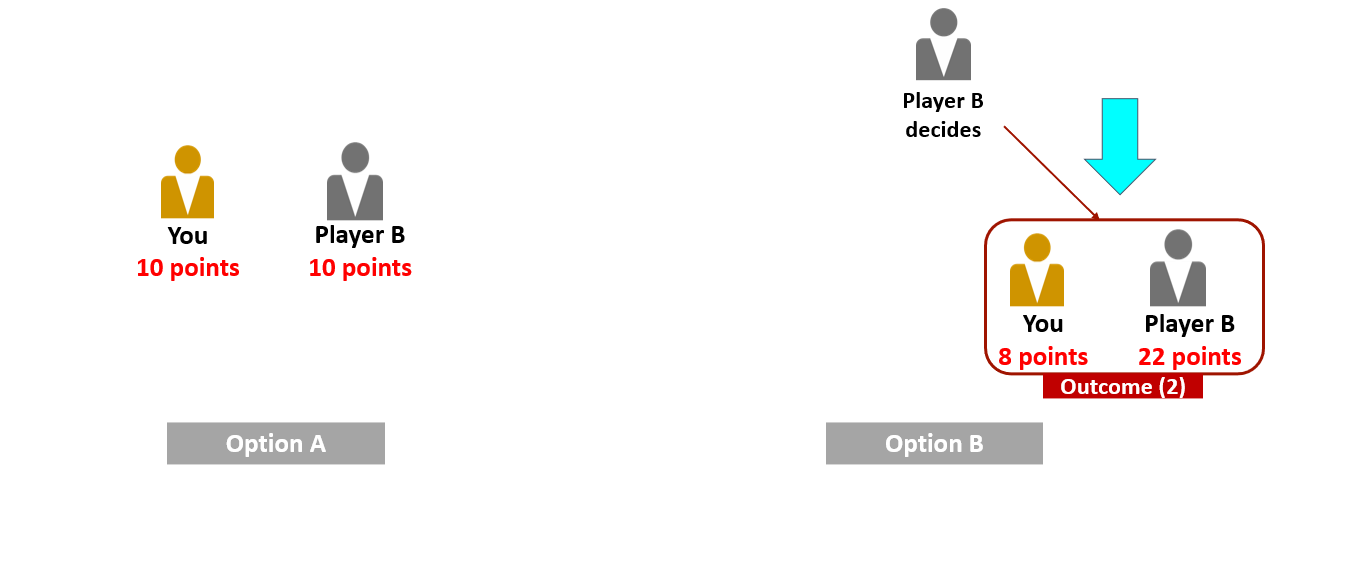 You
10 points
Player B
10 points
Option A
Player B
decides
You
8 points
Player B
22 points
Outcome (2)
Option B